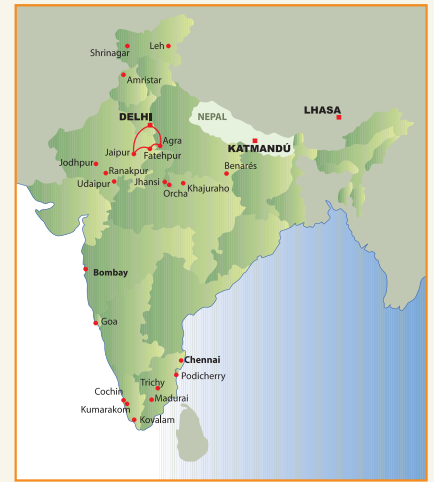 Leh
Shrinagar
Amristar
LHASA
DELHI
NEPAL
Agra
KATMANDÚ
Jaipur
Fatehpur
Jodhpur
Benarés
Ranakpur
Udaipur
Jhansi
Khajuraho
Orcha
Bombay
Goa
Chennai
Podicherry
Trichy
Cochin
Madurai
Kumarakom
Kovalam